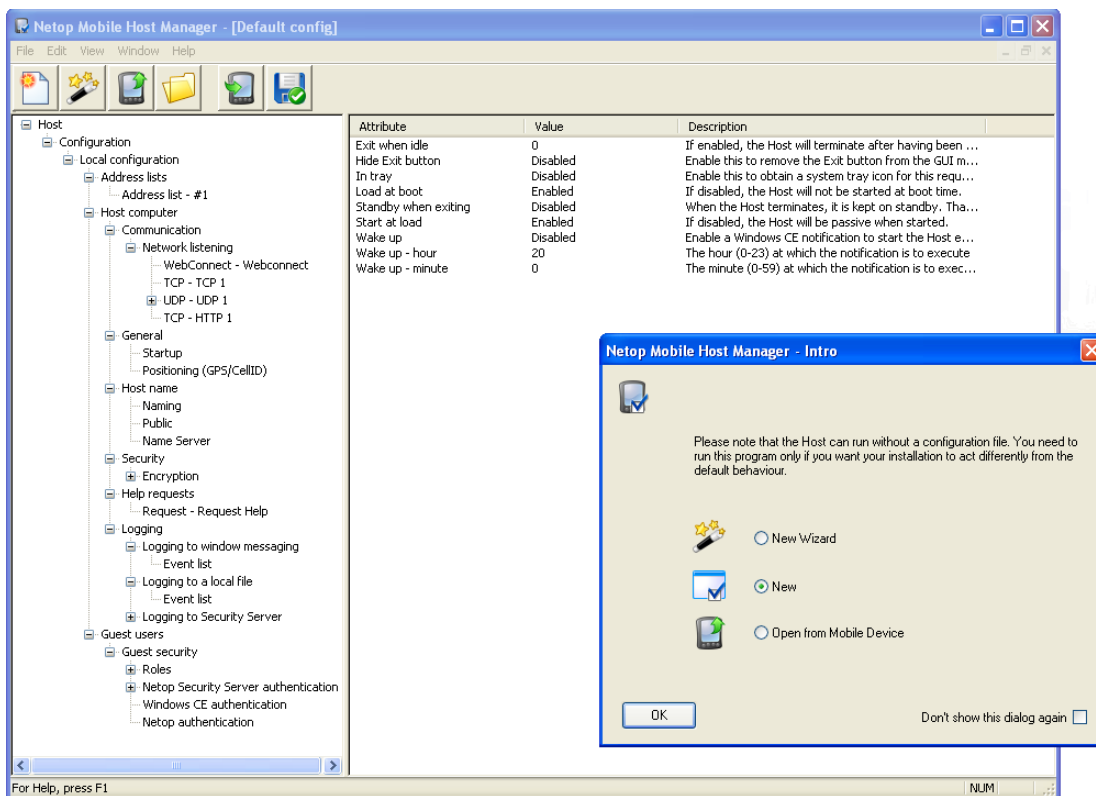 Netop Mobile Host Manager - [Default config]
File Edit View Window Help
Host
Configuration
Local configuration
Address lists
Address list - #1
Host computer
Communication
Network listening
WebConnect - Webconnect
TCP - TCP 1
UDP - UDP 1
TCP - HTTP 1
General
Startup
Positioning (GPS/CellID)
Host name
Naming
Public
Name Server
Security
Encryption
Help requests
Request - Request Help
Logging
Logging to window messaging
Event list
Logging to a local file
Event list
Logging to Security Server
Guest users
Guest security
Roles
Netop Security Server authentication
Windows CE authentication
Netop authentication
Attribute Value Description
Exit when idle 0 If enabled, the Host will terminate after having been ...
Hide Exit button Disabled Enable this to remove the Exit button from the GUI m...
In tray Disabled Enable this to obtain a system tray icon for this requ...
Load at boot Enabled If disabled, the Host will not be started at boot time.
Standby when exiting Disabled When the Host terminates, it is kept on standby. Tha...
Start at load Enabled If disabled, the Host will be passive when started.
Wake up Disabled Enable a Windows CE notification to start the Host e...
Wake up - hour 20 The hour (0-23) at which the notification is to execute
Wake up - minute 0 The minute (0-59) at which the notification is to exec...
Netop Mobile Host Manager - Intro
Please note that the Host can run without a configuration file. You need to
run this program only if you want your installation to act differently from the
default behaviour.
New Wizard
New
Open from Mobile Device
OK
Don't show this dialog again
For Help, press F1
NUM